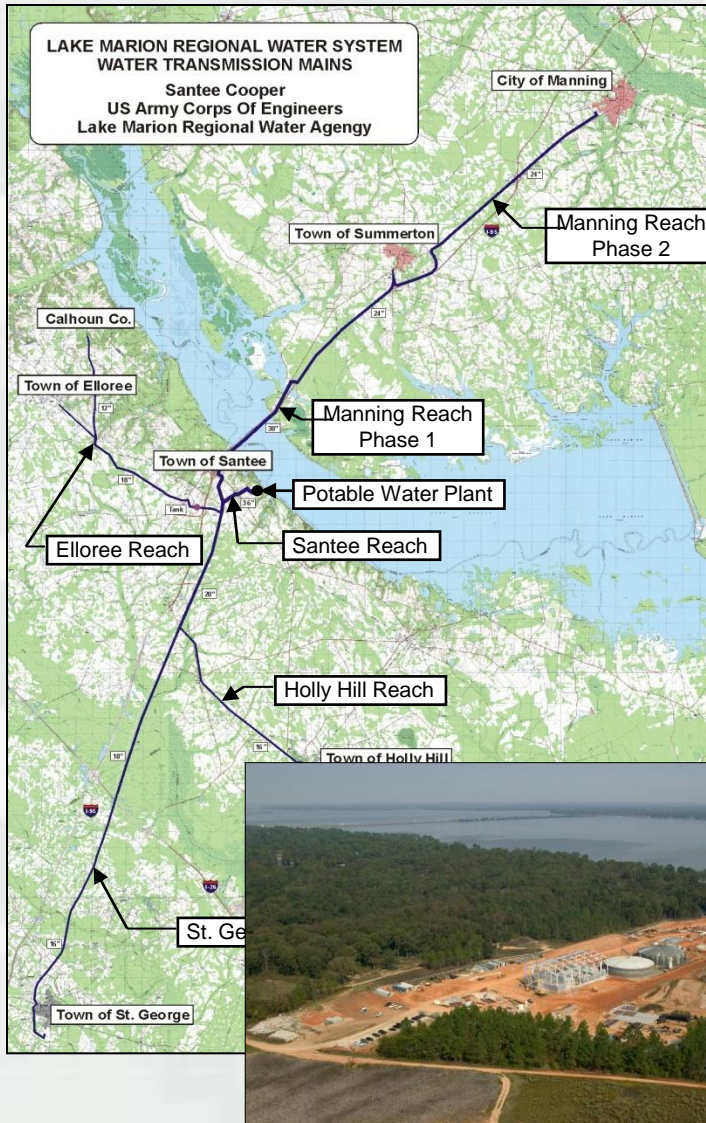 LAKE MARION REGIONAL WATER SYSTEM
WATER TRANSMISSION MAINS
Santee Cooper
US Army Corps Of Engineers
Lake Marion Regional Water Agengy
City of Manning
24"
Manning Reach
Phase 2
I-95
Town of Summerton
24"
Calhoun Co.
Town of Elloree
12"
Manning Reach
Phase 1
30"
Town of Santee
18"
Tank
36"
Potable Water Plant
Elloree Reach
Santee Reach
20"
Holly Hill Reach
16"
Town of Holly Hill
18"
I-95
I-26
St. Ge
16"
Town of St. George